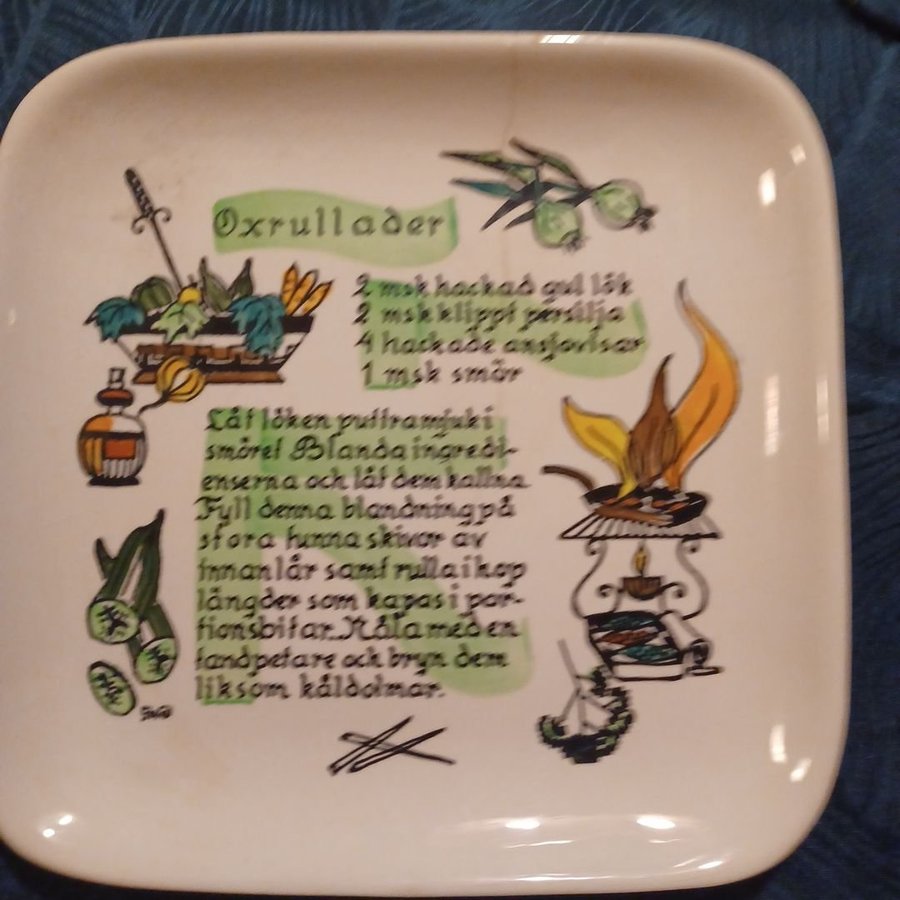 Oxrullader
2 msk hackad gul lök
2 msk klippt persilja
4 hackade ansjovisar
1 msk smör
Låt löken puttra mjuk i
smöret Blanda ingredi-
enserna och låt dem kallna.
Fyll denna blandning på
stora tunna skivor av
innanlår samt rulla ihop
längder som kapas i por-
tionsbitar. Nåla med en
tandpetare och bryn dem
liksom kåldolmar.